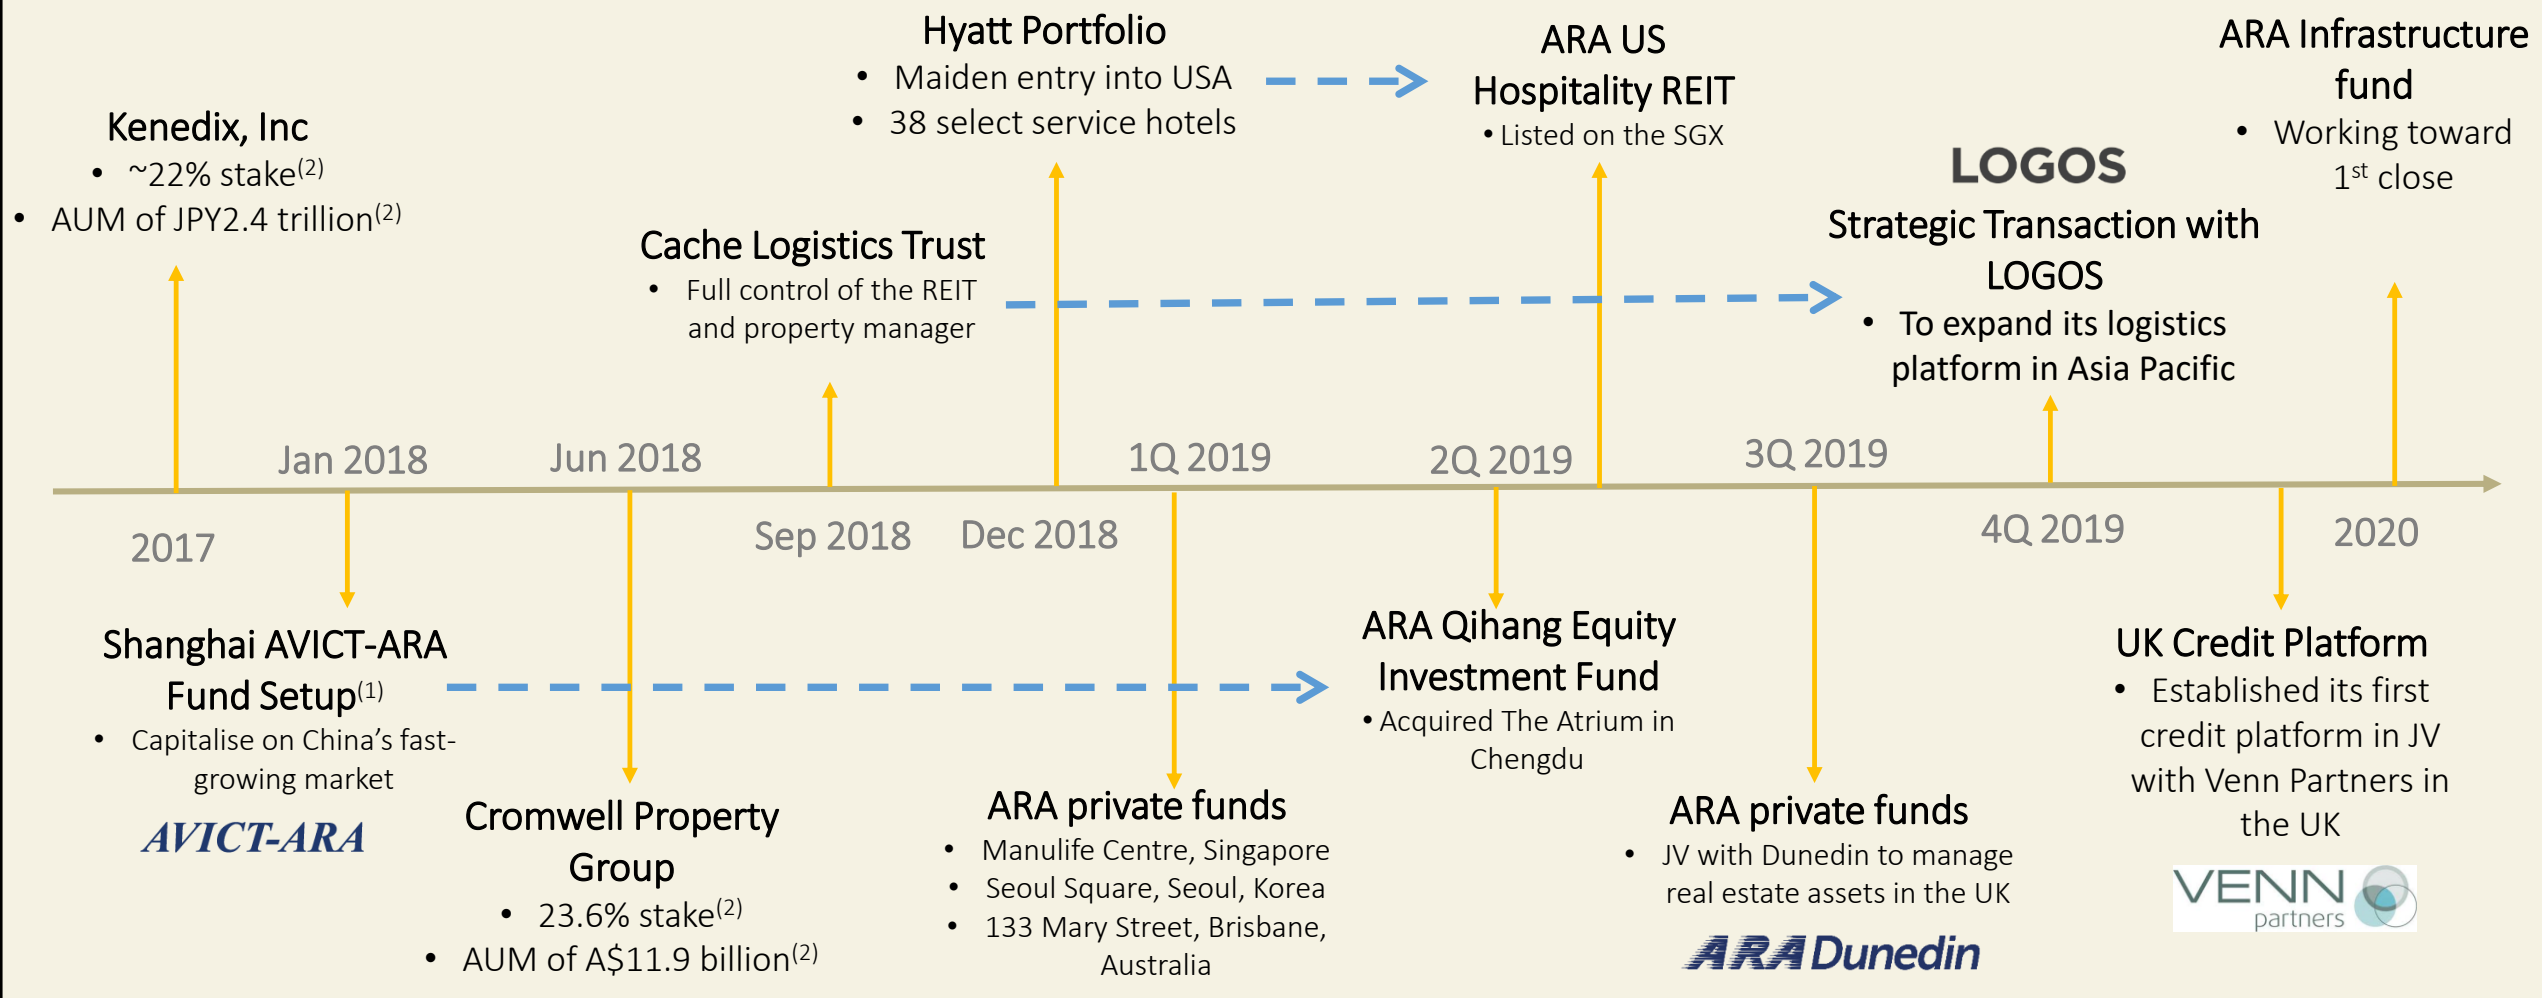 Kenedix, Inc
• ~22% stake(2)
• AUM of JPY2.4 trillion(2)
Cache Logistics Trust
• Full control of the REIT
and property manager
Hyatt Portfolio
• Maiden entry into USA
• 38 select service hotels
ARA US
Hospitality REIT
• Listed on the SGX
LOGOS
Strategic Transaction with
LOGOS
• To expand its logistics
platform in Asia Pacific
ARA Infrastructure
fund
• Working toward
1st close
Jan 2018
Jun 2018
1Q 2019
2Q 2019
3Q 2019
2017
Sep 2018
Dec 2018
4Q 2019
2020
Shanghai AVICT-ARA
Fund Setup(1)
• Capitalise on China's fast-
growing market
AVICT-ARA
Cromwell Property
Group
• 23.6% stake(2)
• AUM of A$11.9 billion(2)
ARA private funds
• Manulife Centre, Singapore
• Seoul Square, Seoul, Korea
• 133 Mary Street, Brisbane,
Australia
ARA Qihang Equity
Investment Fund
• Acquired The Atrium in
Chengdu
ARA private funds
• JV with Dunedin to manage
real estate assets in the UK
ARA Dunedin
UK Credit Platform
• Established its first
credit platform in JV
with Venn Partners in
the UK
VENN
partners